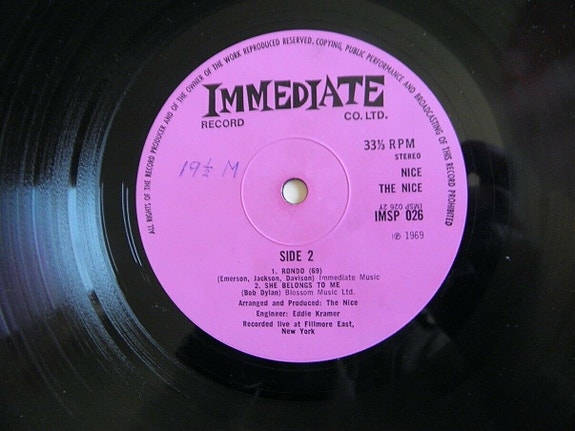 ALL RIGHTS OF THE RECORD PRODUCER AND OF THE OWNER OF THE WORK REPRODUCED RESERVED. COPYING, PUBLIC PERFORMANCE AND BROADCASTING OF THIS RECORD PROHIBITED
IMMEDIATE
RECORD CO. LTD.
33⅓ RPM
STEREO
19½ M
NICE
THE NICE
IMSP 026 2Y
IMSP 026
℗ 1969
SIDE 2
1. RONDO (69)
(Emerson, Jackson, Davison) Immediate Music
2. SHE BELONGS TO ME
(Bob Dylan) Blossom Music Ltd.
Arranged and Produced: The Nice
Engineer: Eddie Kramer
Recorded live at Fillmore East,
New York